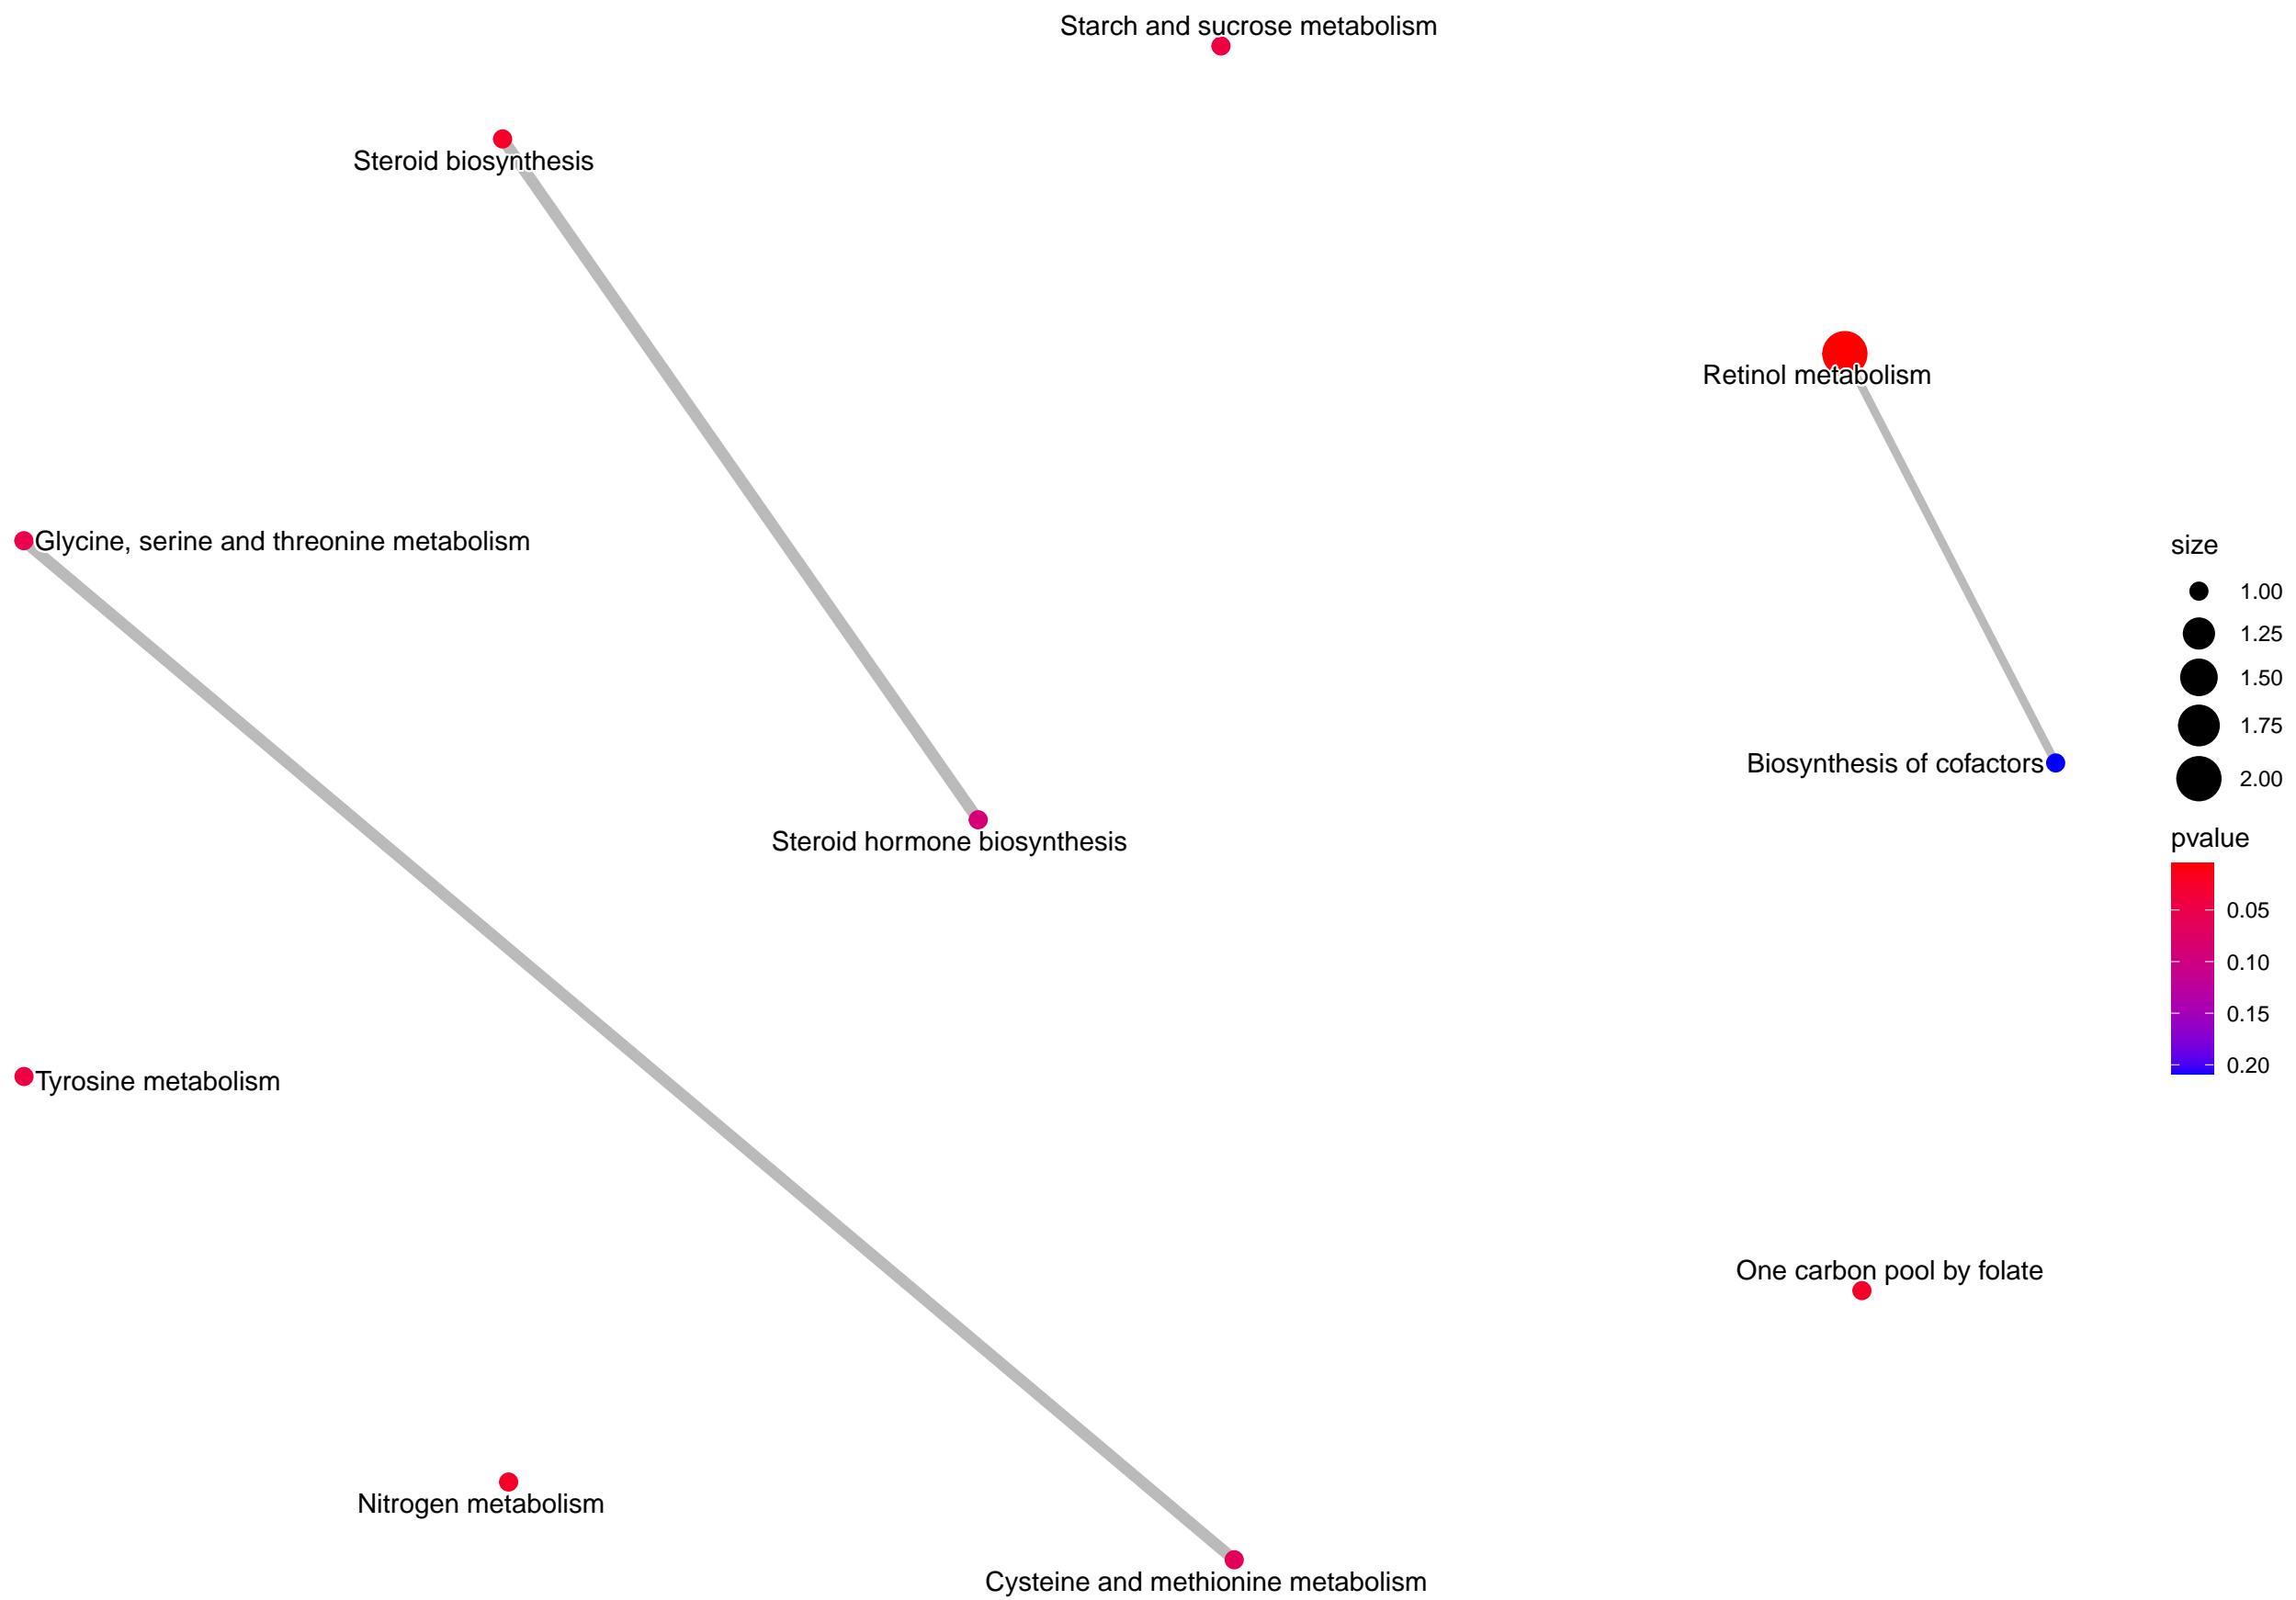 Starch and sucrose metabolism
Steroid biosynthesis
Retinol metabolism
Glycine, serine and threonine metabolism
size
1.00
1.25
1.50
1.75
2.00
Biosynthesis of cofactors
Steroid hormone biosynthesis
pvalue
0.05
0.10
0.15
0.20
Tyrosine metabolism
One carbon pool by folate
Nitrogen metabolism
Cysteine and methionine metabolism